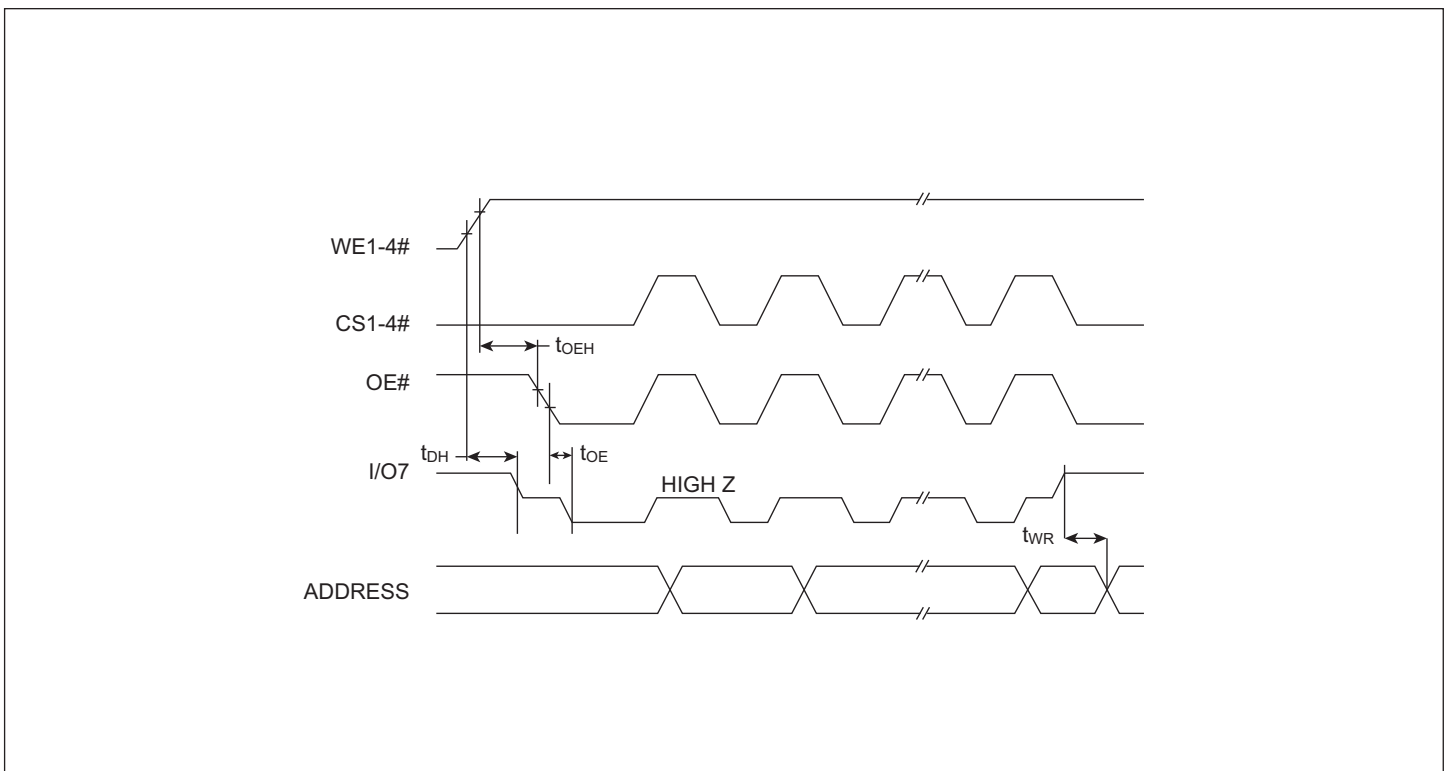 WE1-4#
CS1-4#
tOEH
OE#
tDH
tOE
I/O7
HIGH Z
tWR
ADDRESS